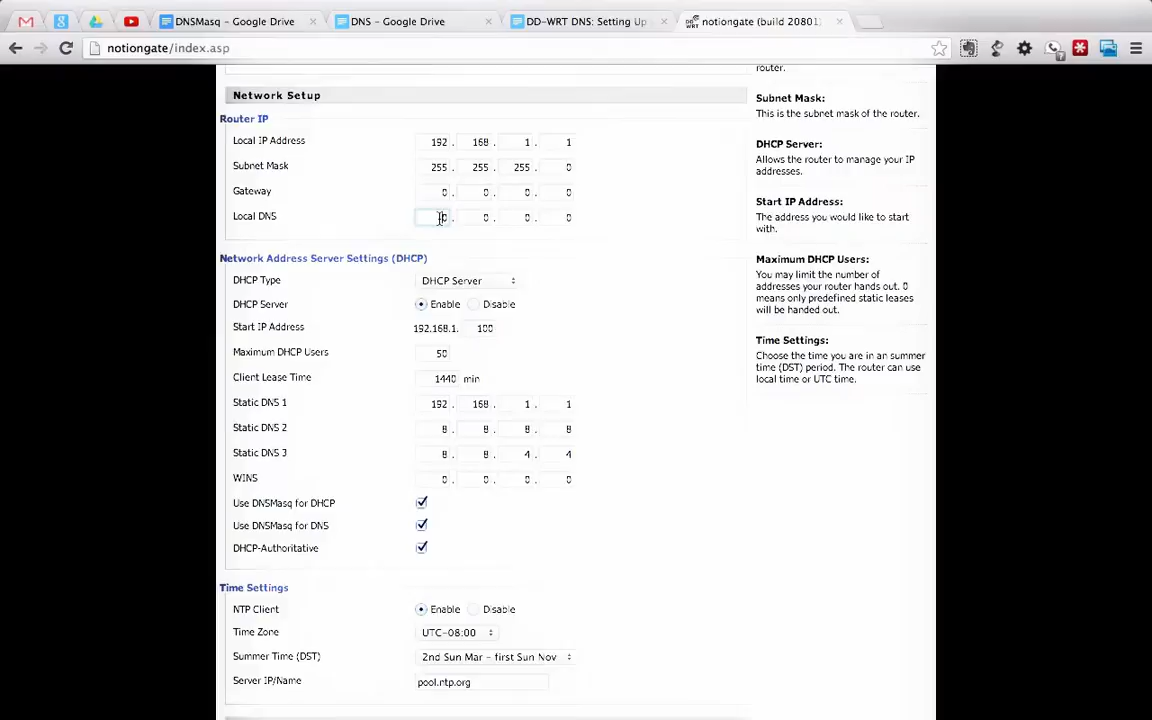 DNSMasq - Google Drive × DNS - Google Drive × DD-WRT DNS: Setting Up × notiongate (build 20801) ×
notiongate/index.asp
router.
Network Setup
Subnet Mask:
This is the subnet mask of the router.
Router IP
Local IP Address 192 . 168 . 1 . 1
DHCP Server:
Allows the router to manage your IP
addresses.
Subnet Mask 255 . 255 . 255 . 0
Gateway 0 . 0 . 0 . 0
Start IP Address:
The address you would like to start
with.
Local DNS 0 . 0 . 0 . 0
Network Address Server Settings (DHCP)
Maximum DHCP Users:
You may limit the number of
addresses your router hands out. 0
means only predefined static leases
will be handed out.
DHCP Type DHCP Server
DHCP Server Enable Disable
Start IP Address 192.168.1. 100
Time Settings:
Choose the time you are in an summer
time (DST) period. The router can use
local time or UTC time.
Maximum DHCP Users 50
Client Lease Time 1440 min
Static DNS 1 192 . 168 . 1 . 1
Static DNS 2 8 . 8 . 8 . 8
Static DNS 3 8 . 8 . 4 . 4
WINS 0 . 0 . 0 . 0
Use DNSMasq for DHCP
Use DNSMasq for DNS
DHCP-Authoritative
Time Settings
NTP Client Enable Disable
Time Zone UTC-08:00
Summer Time (DST) 2nd Sun Mar - first Sun Nov
Server IP/Name pool.ntp.org